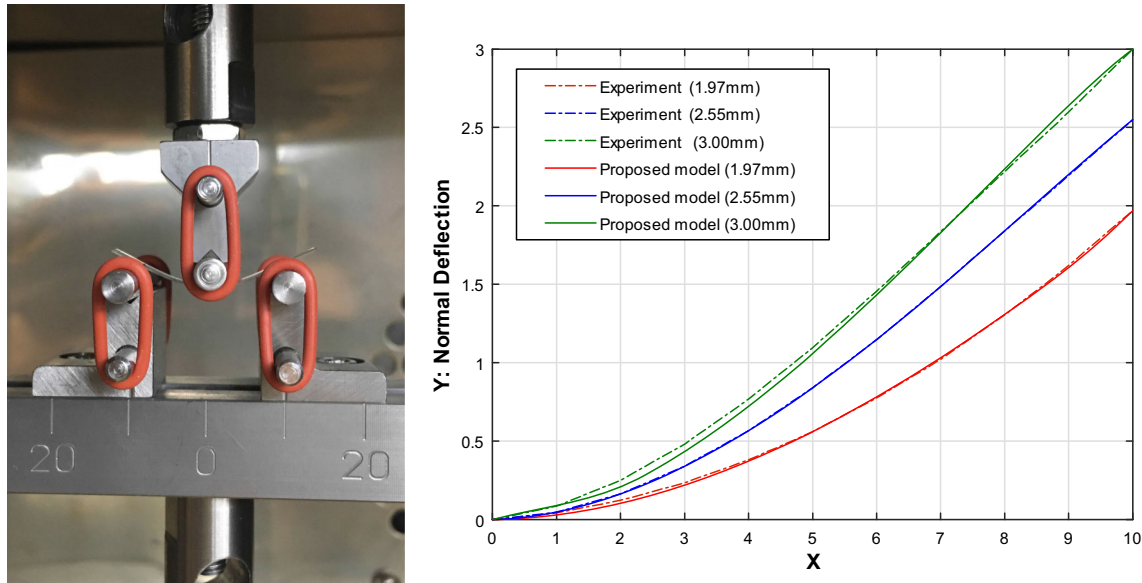 20 0 20
Y: Normal Deflection
3
2.5
2
1.5
1
0.5
0
Experiment (1.97mm)
Experiment (2.55mm)
Experiment (3.00mm)
Proposed model (1.97mm)
Proposed model (2.55mm)
Proposed model (3.00mm)
0 1 2 3 4 5 6 7 8 9 10
X